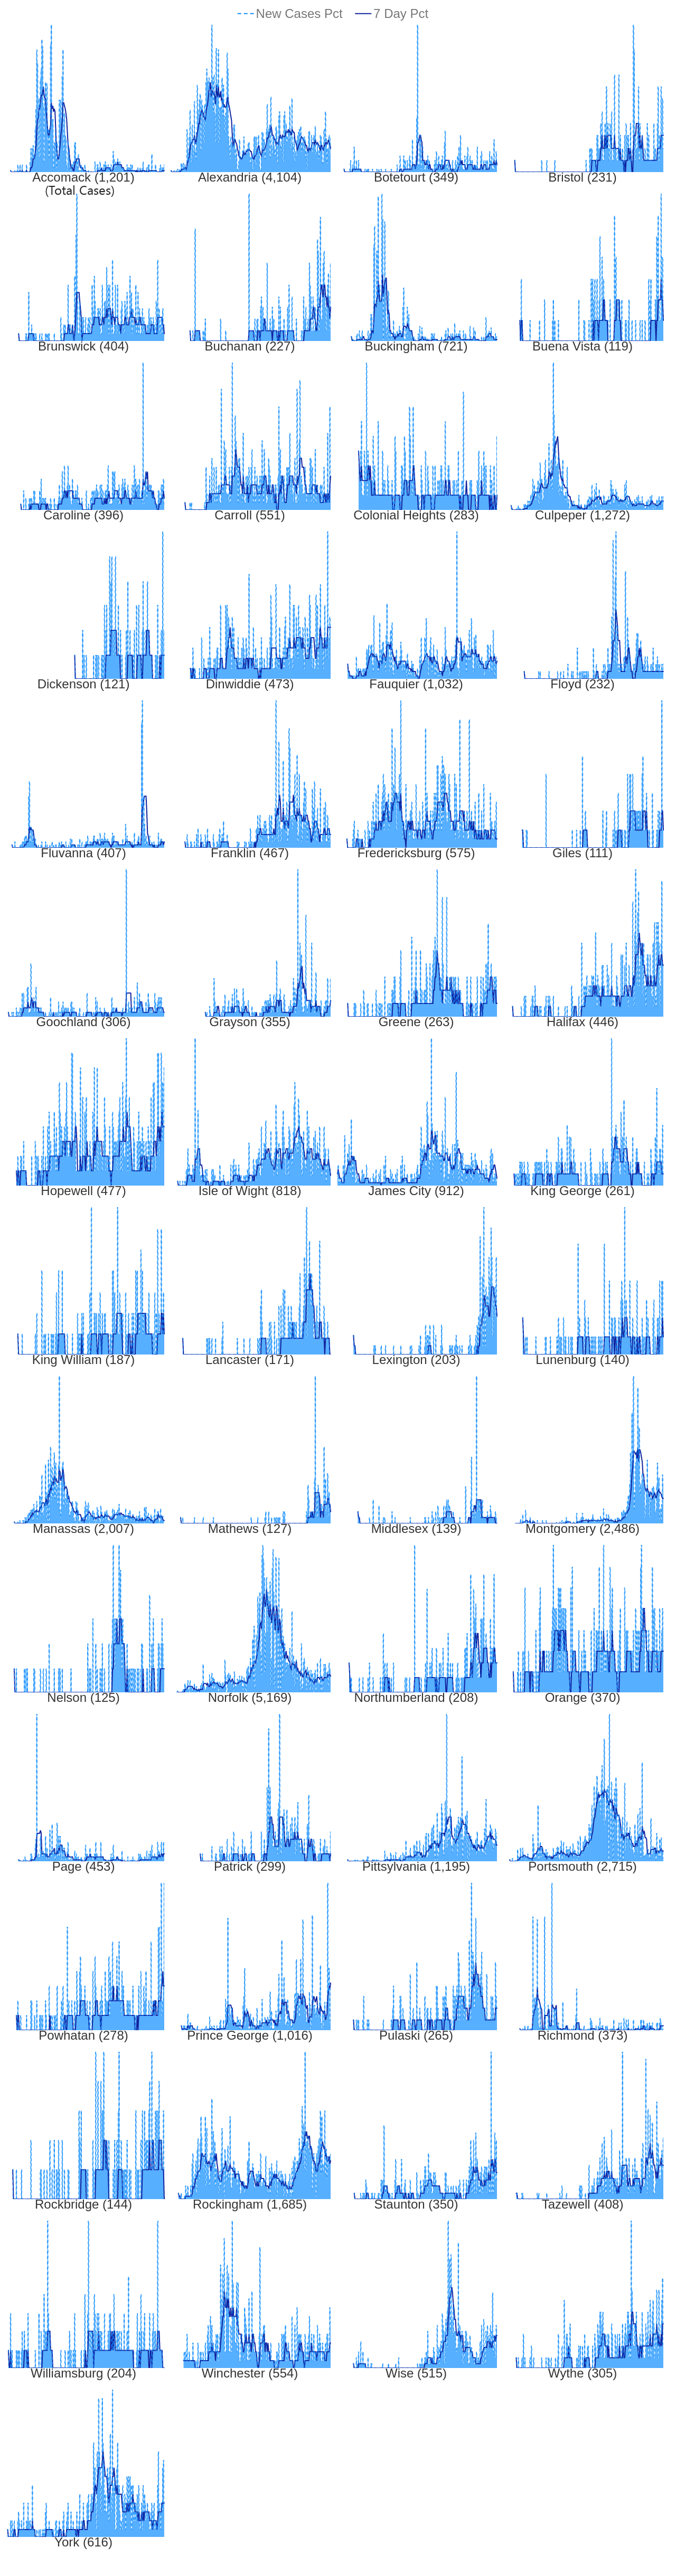 New Cases Pct 7 Day Pct
Accomack (1,201) Alexandria (4,104) Botetourt (349) Bristol (231)
(Total Cases)
Brunswick (404) Buchanan (227) Buckingham (721) Buena Vista (119)
Caroline (396) Carroll (551) Colonial Heights (283) Culpeper (1,272)
Dickenson (121) Dinwiddie (473) Fauquier (1,032) Floyd (232)
Fluvanna (407) Franklin (467) Fredericksburg (575) Giles (111)
Goochland (306) Grayson (355) Greene (263) Halifax (446)
Hopewell (477) Isle of Wight (818) James City (912) King George (261)
King William (187) Lancaster (171) Lexington (203) Lunenburg (140)
Manassas (2,007) Mathews (127) Middlesex (139) Montgomery (2,486)
Nelson (125) Norfolk (5,169) Northumberland (208) Orange (370)
Page (453) Patrick (299) Pittsylvania (1,195) Portsmouth (2,715)
Powhatan (278) Prince George (1,016) Pulaski (265) Richmond (373)
Rockbridge (144) Rockingham (1,685) Staunton (350) Tazewell (408)
Williamsburg (204) Winchester (554) Wise (515) Wythe (305)
York (616)